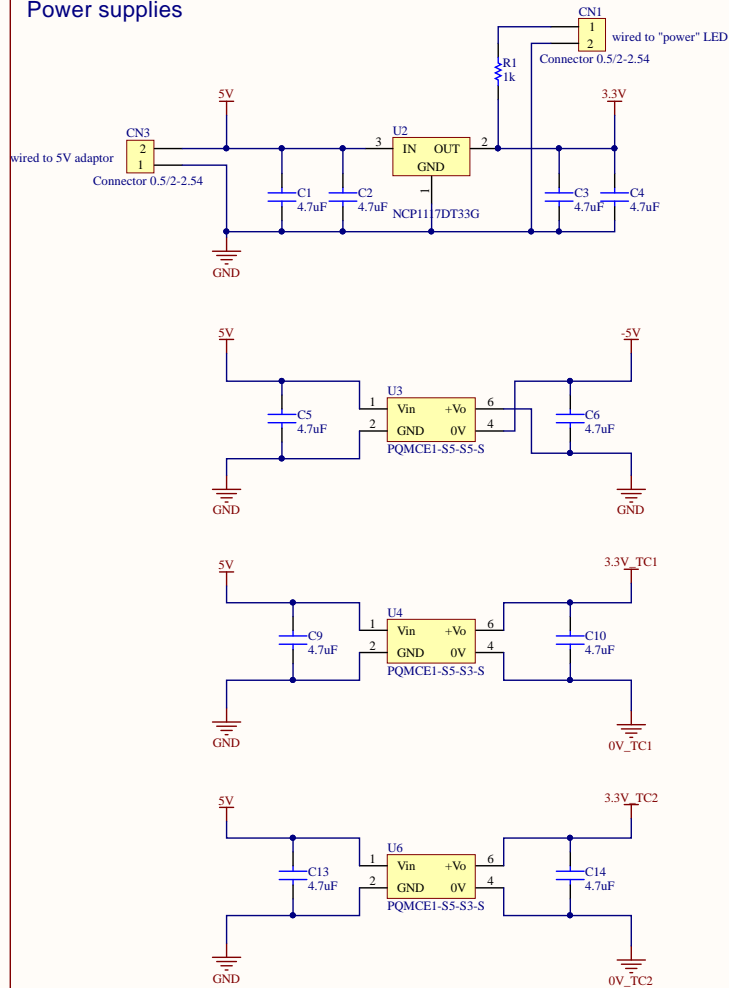 Power supplies
CN1
1
2
wired to "power" LED
Connector 0.5/2-2.54
R1
1k
5V
3.3V
CN3
2
1
wired to 5V adaptor
Connector 0.5/2-2.54
U2
3
IN
OUT
2
GND
1
NCP1117DT33G
C1
4.7uF
C2
4.7uF
C3
4.7uF
C4
4.7uF
GND
5V
-5V
U3
1
Vin
+Vo
6
2
GND
0V
4
PQMCE1-S5-S5-S
C5
4.7uF
C6
4.7uF
GND
GND
5V
3.3V_TC1
U4
1
Vin
+Vo
6
2
GND
0V
4
PQMCE1-S5-S3-S
C9
4.7uF
C10
4.7uF
GND
0V_TC1
5V
3.3V_TC2
U6
1
Vin
+Vo
6
2
GND
0V
4
PQMCE1-S5-S3-S
C13
4.7uF
C14
4.7uF
GND
0V_TC2